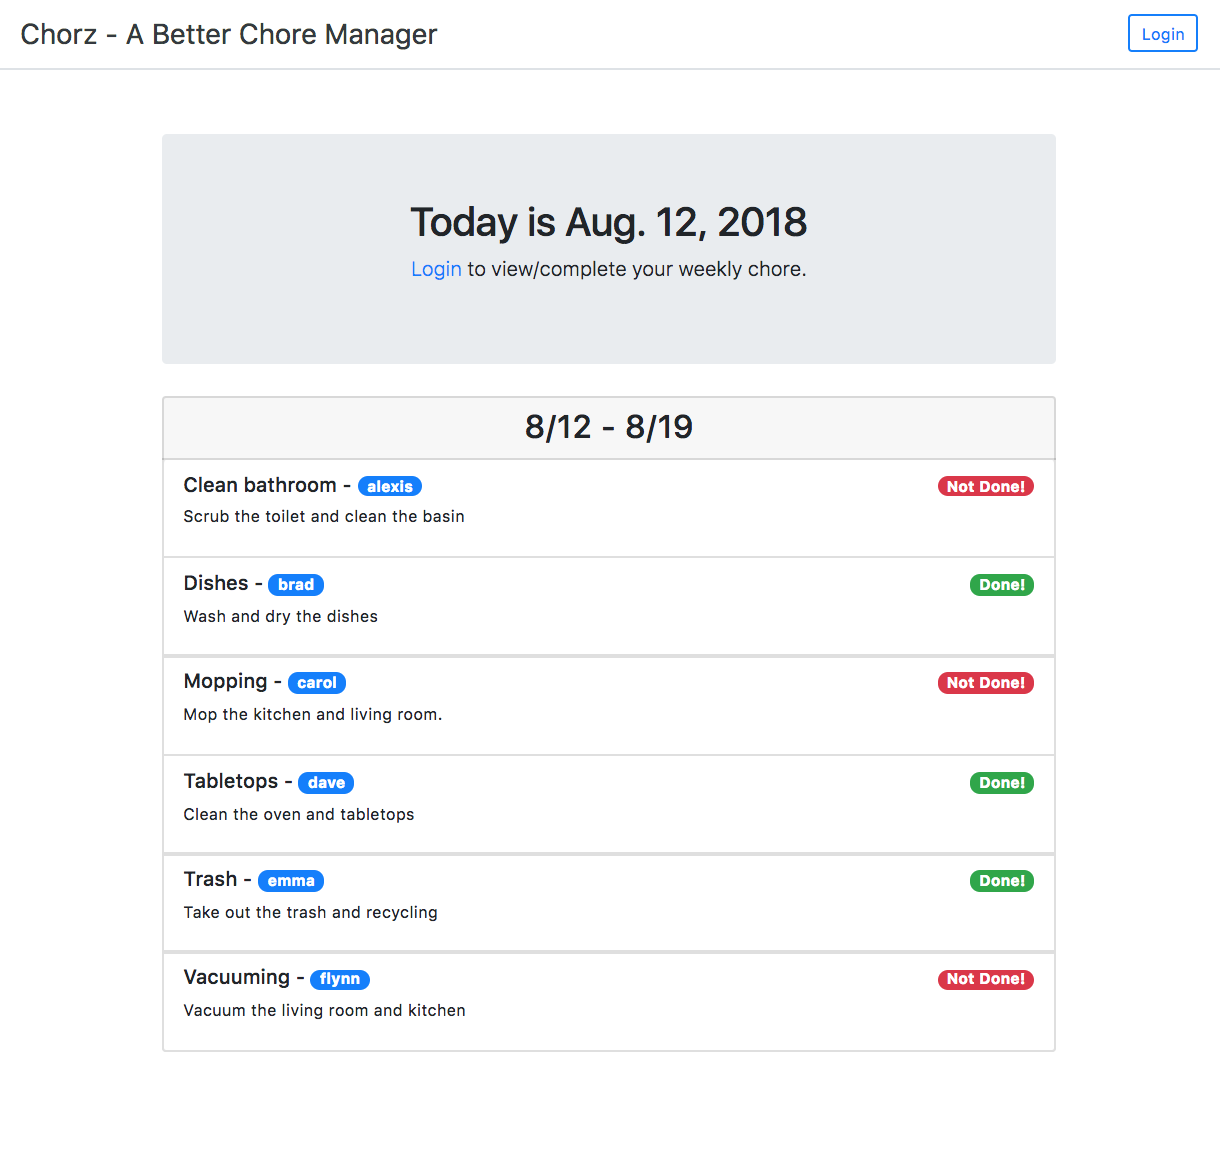 Chorz - A Better Chore Manager
Login
Today is Aug. 12, 2018
Login to view/complete your weekly chore.
8/12 - 8/19
Clean bathroom - alexis Not Done!
Scrub the toilet and clean the basin
Dishes - brad Done!
Wash and dry the dishes
Mopping - carol Not Done!
Mop the kitchen and living room.
Tabletops - dave Done!
Clean the oven and tabletops
Trash - emma Done!
Take out the trash and recycling
Vacuuming - flynn Not Done!
Vacuum the living room and kitchen